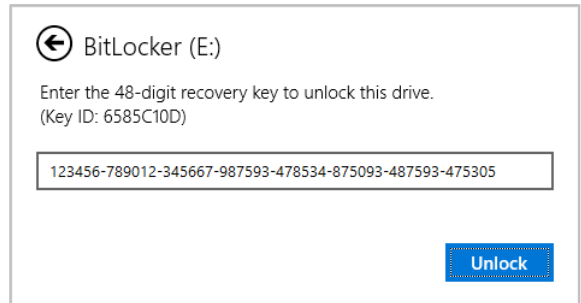 BitLocker (E:)
Enter the 48-digit recovery key to unlock this drive.
(Key ID: 6585C10D)
123456-789012-345667-987593-478534-875093-487593-475305
Unlock